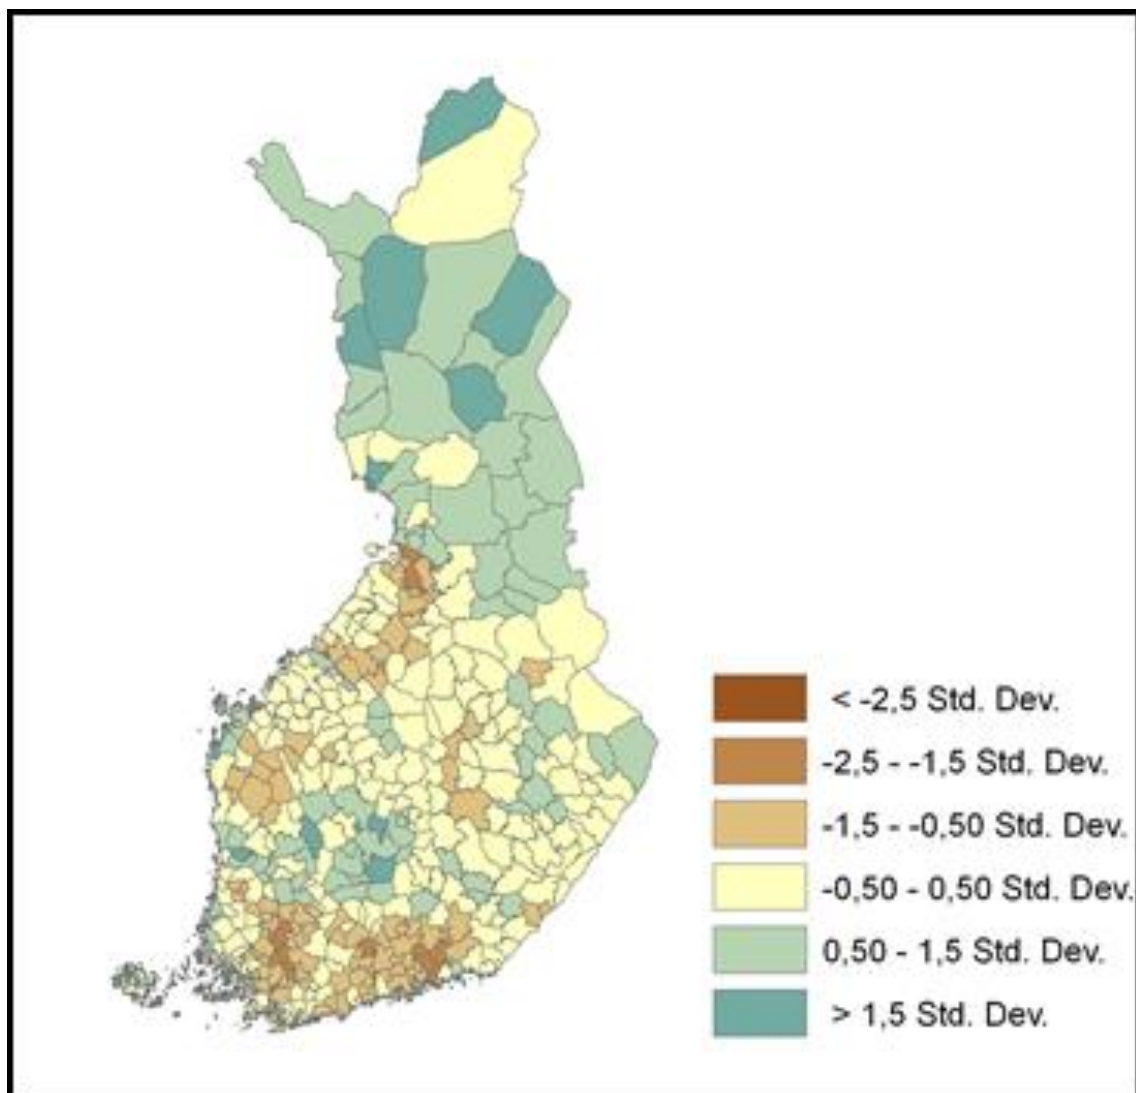 < -2,5 Std. Dev.
-2,5 - -1,5 Std. Dev.
-1,5 - -0,50 Std. Dev.
-0,50 - 0,50 Std. Dev.
0,50 - 1,5 Std. Dev.
> 1,5 Std. Dev.